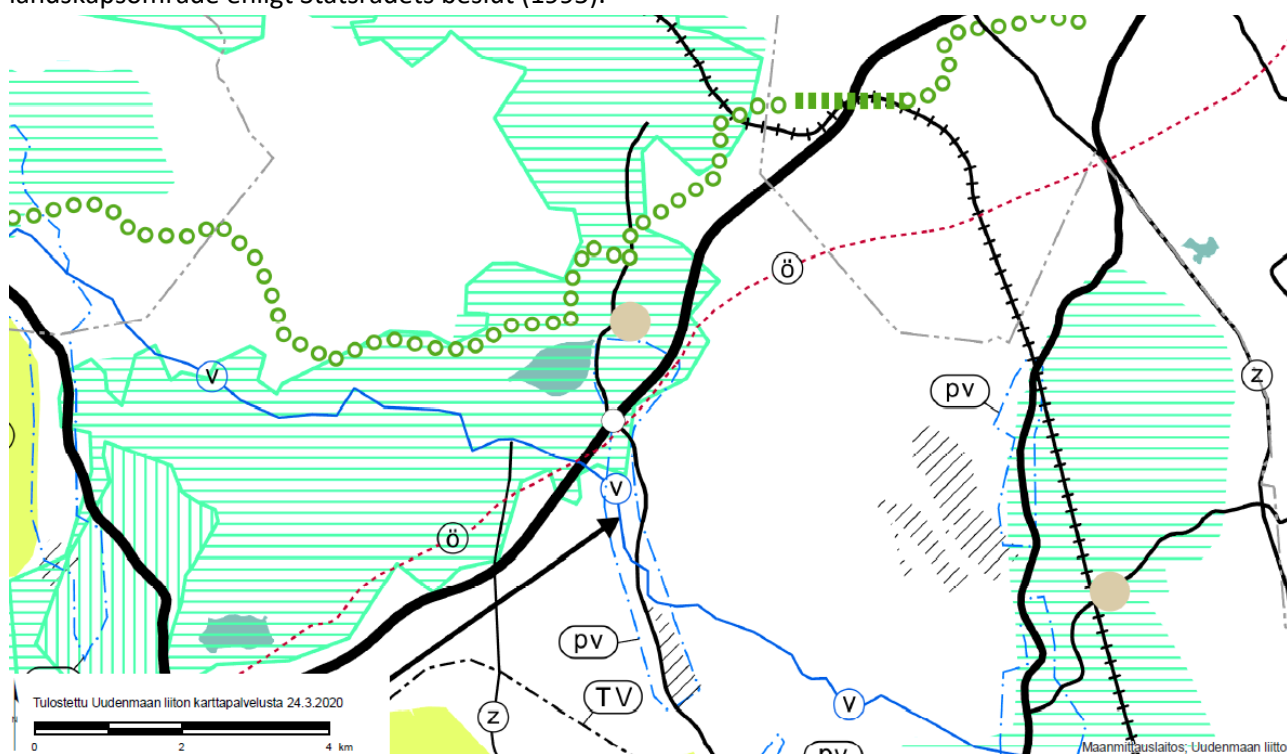 landskapsområde enligt Statsrådets beslut (1995).
ö
v
pv
z
v
ö
pv
TV
z
v
pv
Tulostettu Uudenmaan liiton karttapalvelusta 24.3.2020
0 2 4 km
Maanmittauslaitos; Uudenmaan liitto